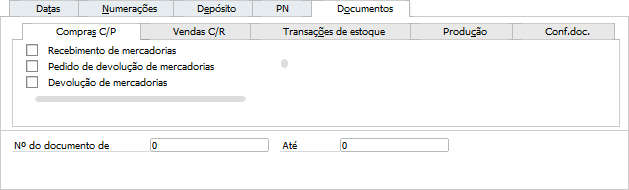 Datas Numerações Depósito PN Documentos
Compras C/P Vendas C/R Transações de estoque Produção Conf.doc.
Recebimento de mercadorias
Pedido de devolução de mercadorias
Devolução de mercadorias
Nº do documento de 0 Até 0